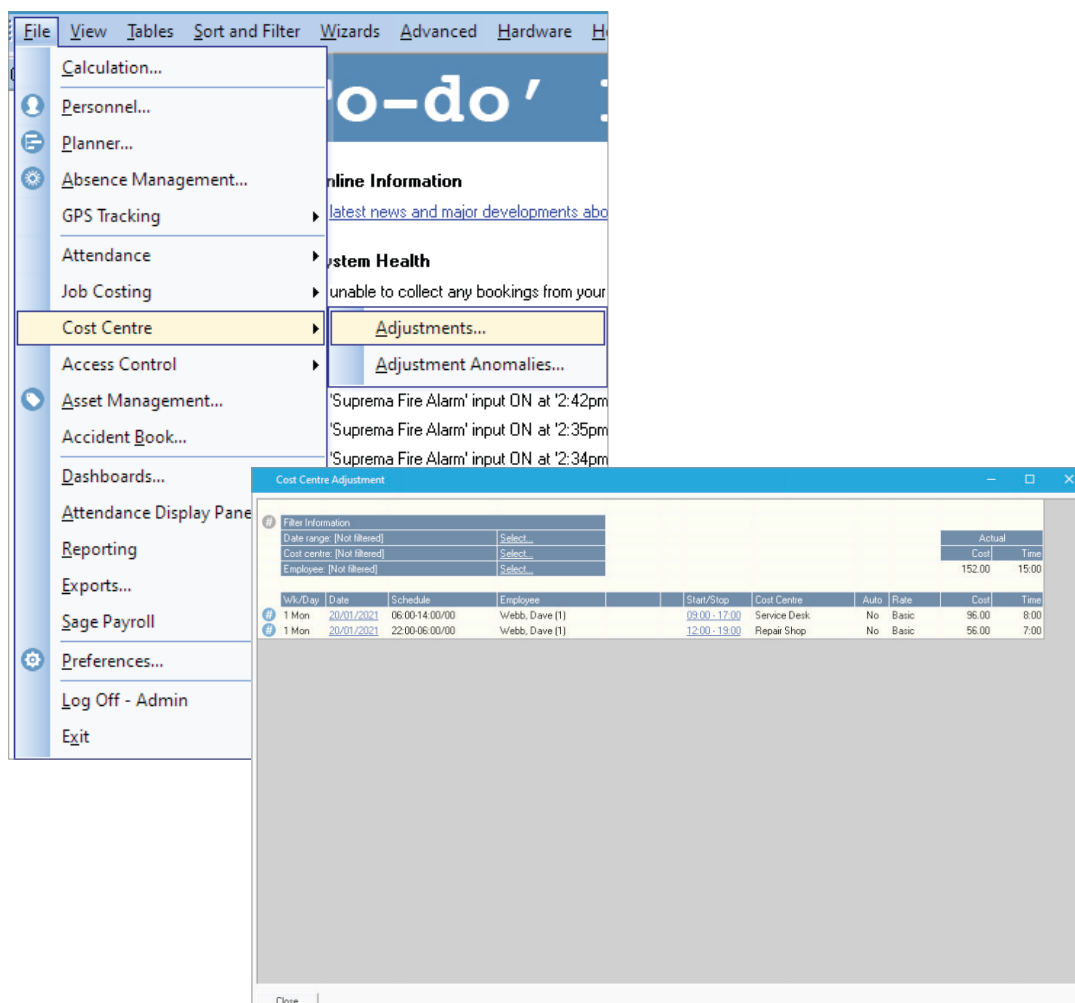 File View Tables Sort and Filter Wizards Advanced Hardware
Calculation...
Personnel...
Planner...
Absence Management...
GPS Tracking
Attendance
Job Costing
Cost Centre
Access Control
Asset Management...
Accident Book...
Dashboards...
Attendance Display Pane
Reporting
Exports...
Sage Payroll
Preferences...
Log Off - Admin
Exit
o-do'
nline Information
latest news and major developments abo
ystem Health
unable to collect any bookings from your
Adjustments...
Adjustment Anomalies...
'Suprema Fire Alarm' input ON at '2:42pm
'Suprema Fire Alarm' input ON at '2:35pm
'Suprema Fire Alarm' input ON at '2:34pm
Cost Centre Adjustment
Filter Information
Date range: [Not filtered] Select... Actual
Cost centre: [Not filtered] Select... Cost Time
Employee: [Not filtered] Select... 152.00 15:00
Wk/Day Date Schedule Employee Start/Stop Cost Centre Auto Rate Cost Time
1 Mon 20/01/2021 06:00-14:00/00 Webb, Dave (1) 09:00 - 17:00 Service Desk No Basic 96.00 8:00
1 Mon 20/01/2021 22:00-06:00/00 Webb, Dave (1) 12:00 - 19:00 Repair Shop No Basic 56.00 7:00
Close